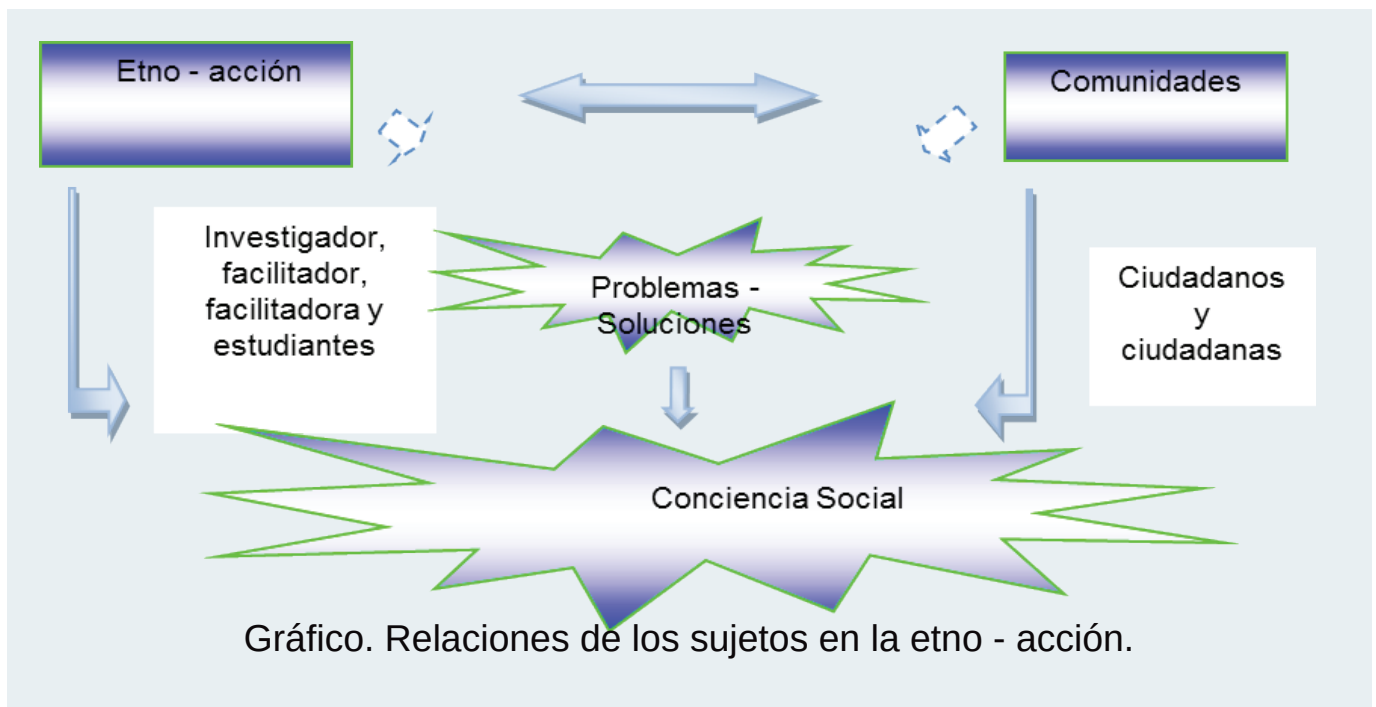 Etno - acción
Comunidades
Investigador,
facilitador,
facilitadora y
estudiantes
Problemas -
Soluciones
Ciudadanos
y
ciudadanas
Conciencia Social
Gráfico. Relaciones de los sujetos en la etno - acción.